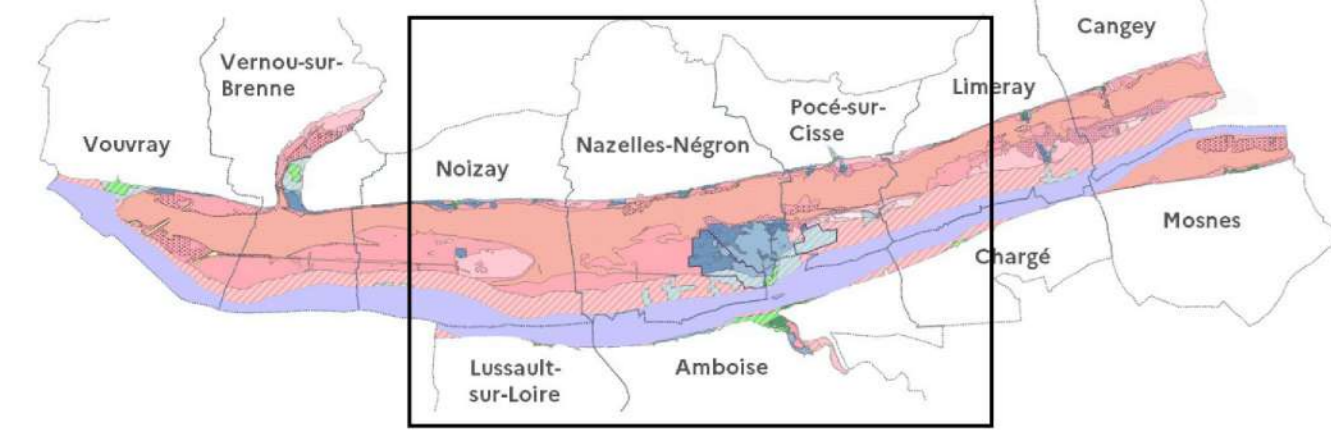 Cangey
Vernou-sur-
Brenne
Limeray
Pocé-sur-
Cisse
Vouvray
Nazelles-Négron
Noizay
Mosnes
Chargé
Lussault-
sur-Loire
Amboise